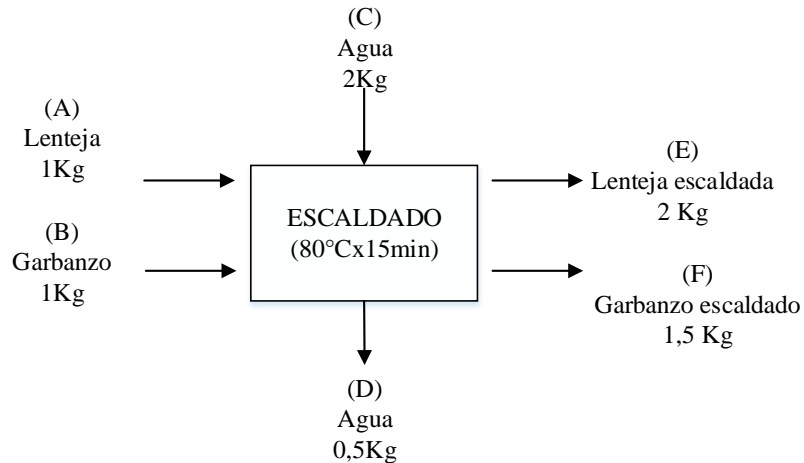 (C)
Agua
2Kg
(A)
Lenteja
1Kg
(B)
Garbanzo
1Kg
ESCALDADO
(80°Cx15min)
(E)
Lenteja escaldada
2 Kg
(F)
Garbanzo escaldado
1,5 Kg
(D)
Agua
0,5Kg